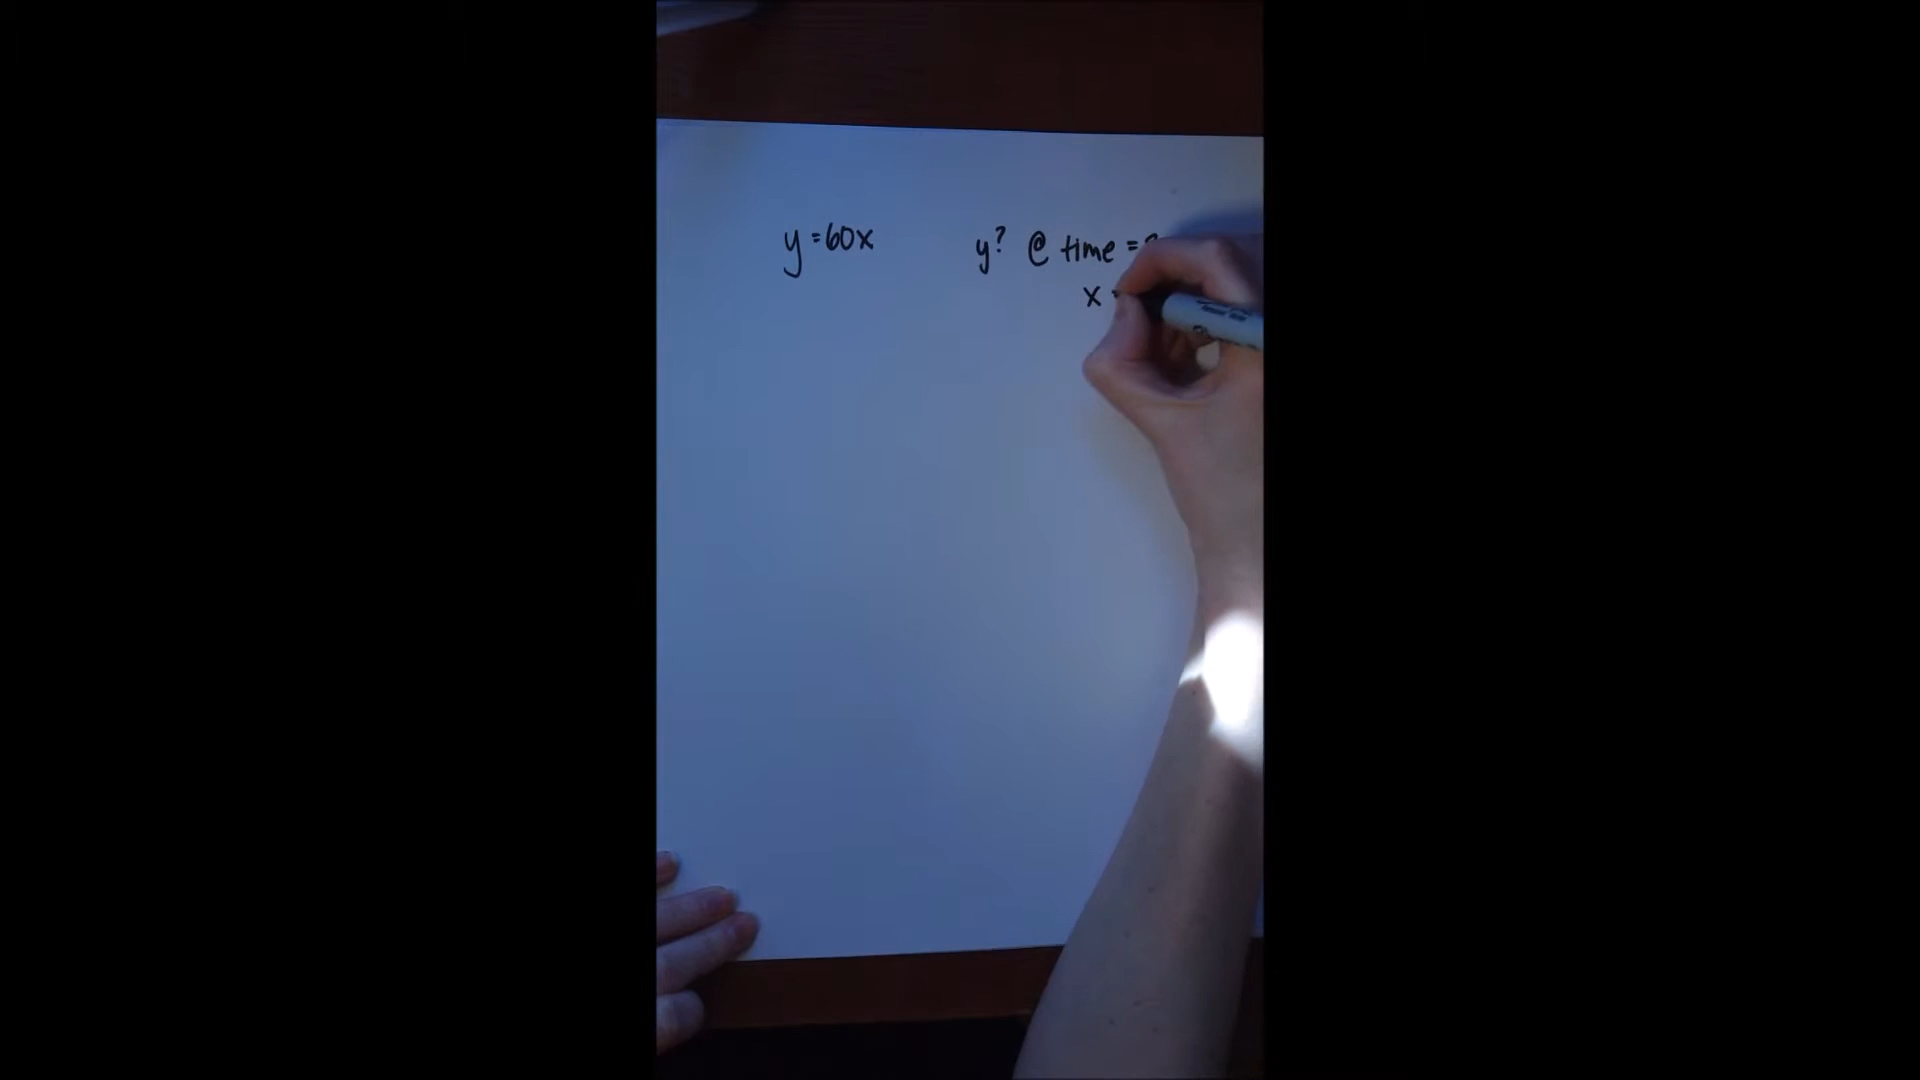 y=60x y? @ time =
x